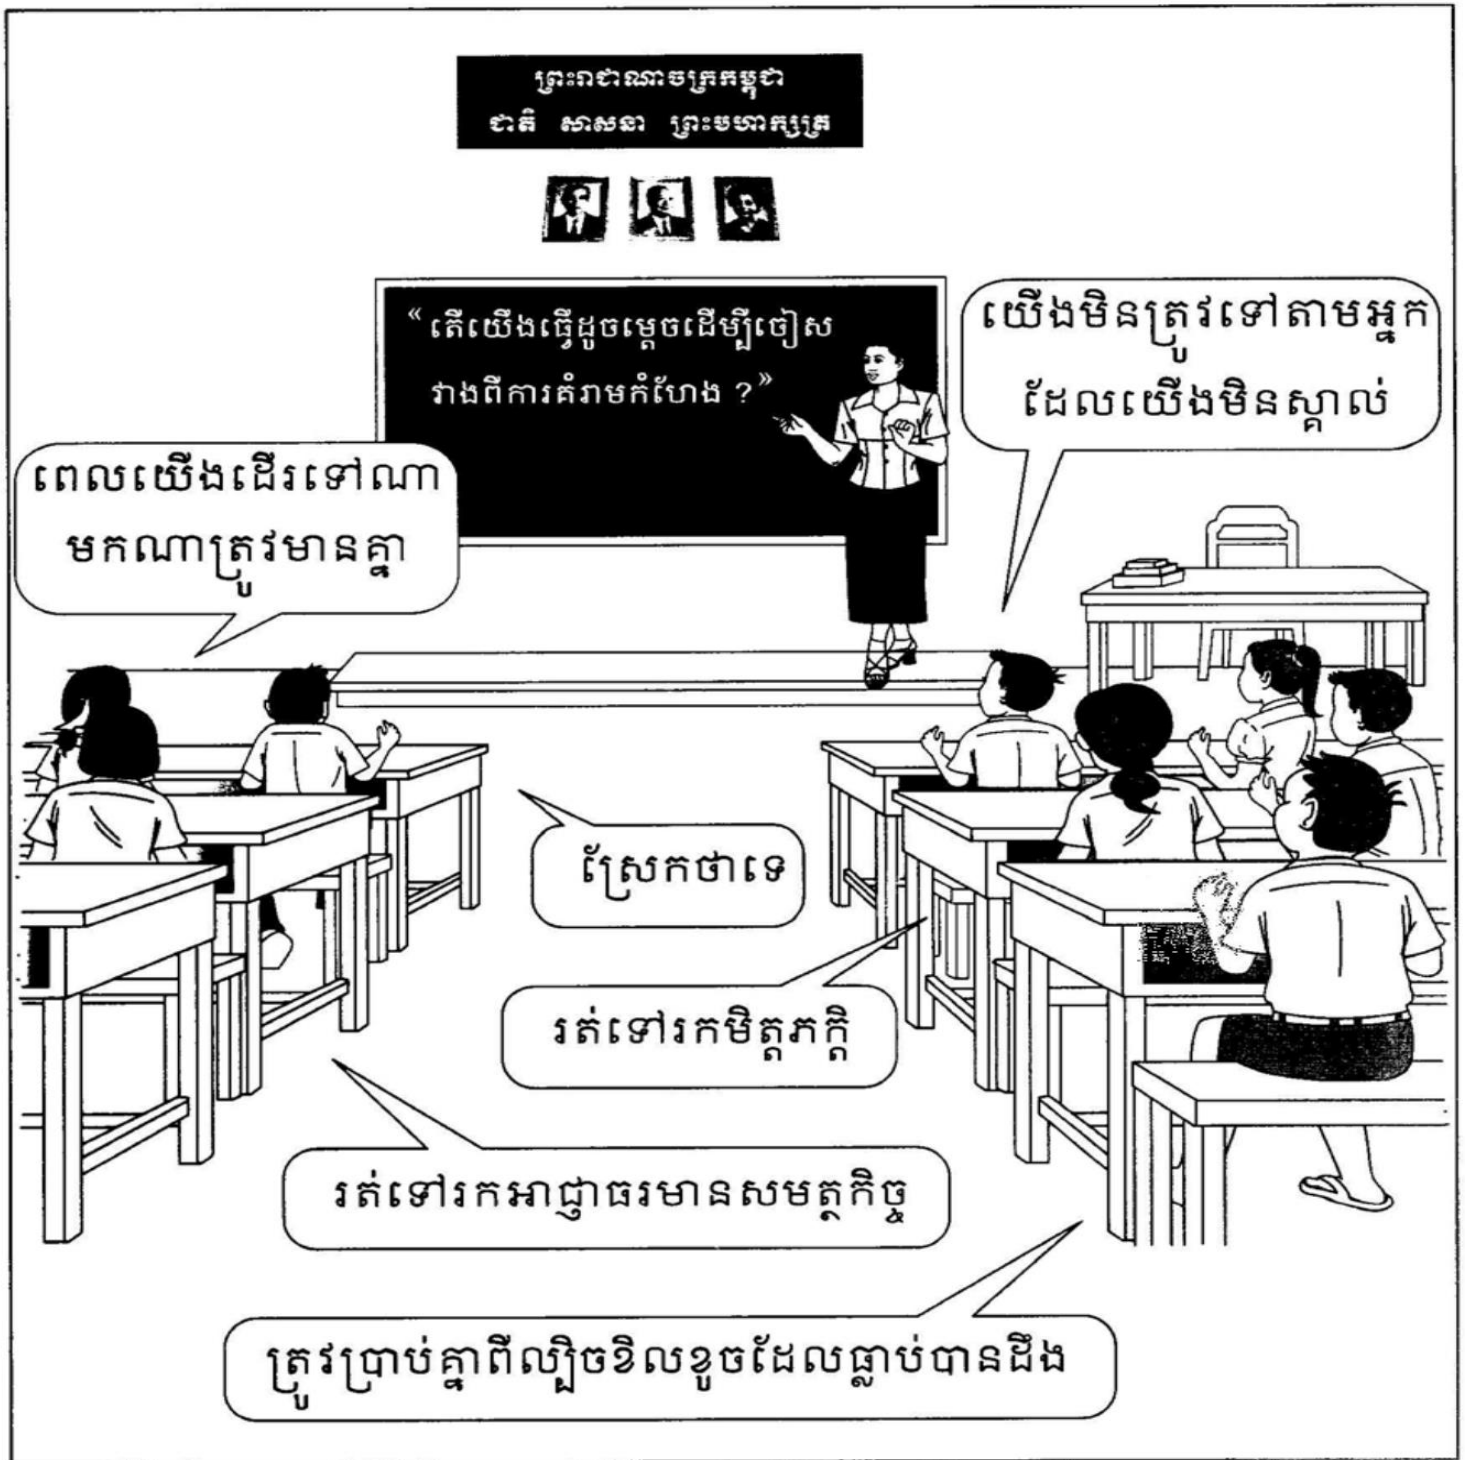 ព្រះរាជាណាចក្រកម្ពុជា
ជាតិ សាសនា ព្រះមហាក្សត្រ
“ តើយើងធ្វើដូចម្តេចដើម្បីចៀស
វាងពីការគំរាមកំហែង ?”
យើងមិនត្រូវទៅតាមអ្នក
ដែលយើងមិនស្គាល់
ពេលយើងដើរទៅណា
មកណាត្រូវមានគ្នា
ស្រែកថាទេ
រត់ទៅរកមិត្តភក្តិ
រត់ទៅរកអាជ្ញាធរមានសមត្ថកិច្ច
ត្រូវប្រាប់គ្នាពីល្បិចខិលខូចដែលធ្លាប់បានដឹង